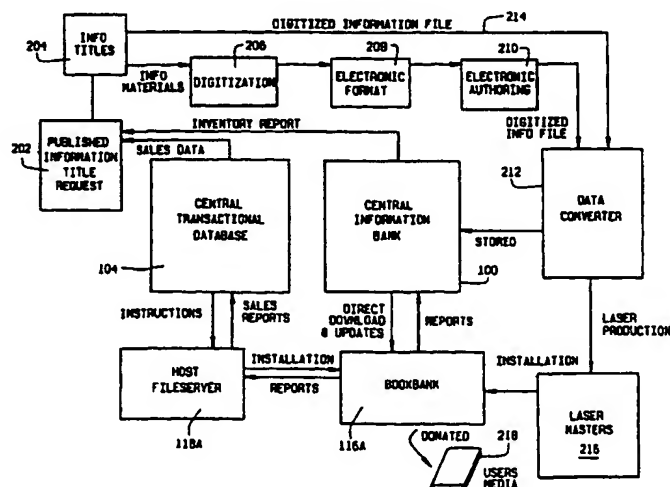 DIGITIZED INFORMATION FILE
214
INFO
TITLES
204
206
208
210
INFO
MATERIALS
DIGITIZATION
ELECTRONIC
FORMAT
ELECTRONIC
AUTHORING
INVENTORY REPORT
SALES DATA
DIGITIZED
INFO FILE
202
PUBLISHED
INFORMATION
TITLE
REQUEST
212
CENTRAL
TRANSACTIONAL
DATABASE
CENTRAL
INFORMATION
BANK
DATA
CONVERTER
STORED
104
100
INSTRUCTIONS
SALES
REPORTS
DIRECT
DOWNLOAD
& UPDATES
REPORTS
LASER
PRODUCTION
HOST
FILESERVER
INSTALLATION
REPORTS
BOOKBANK
INSTALLATION
LASER
MASTERS
216
118A
116A
DONATED
218
USERS
MEDIA